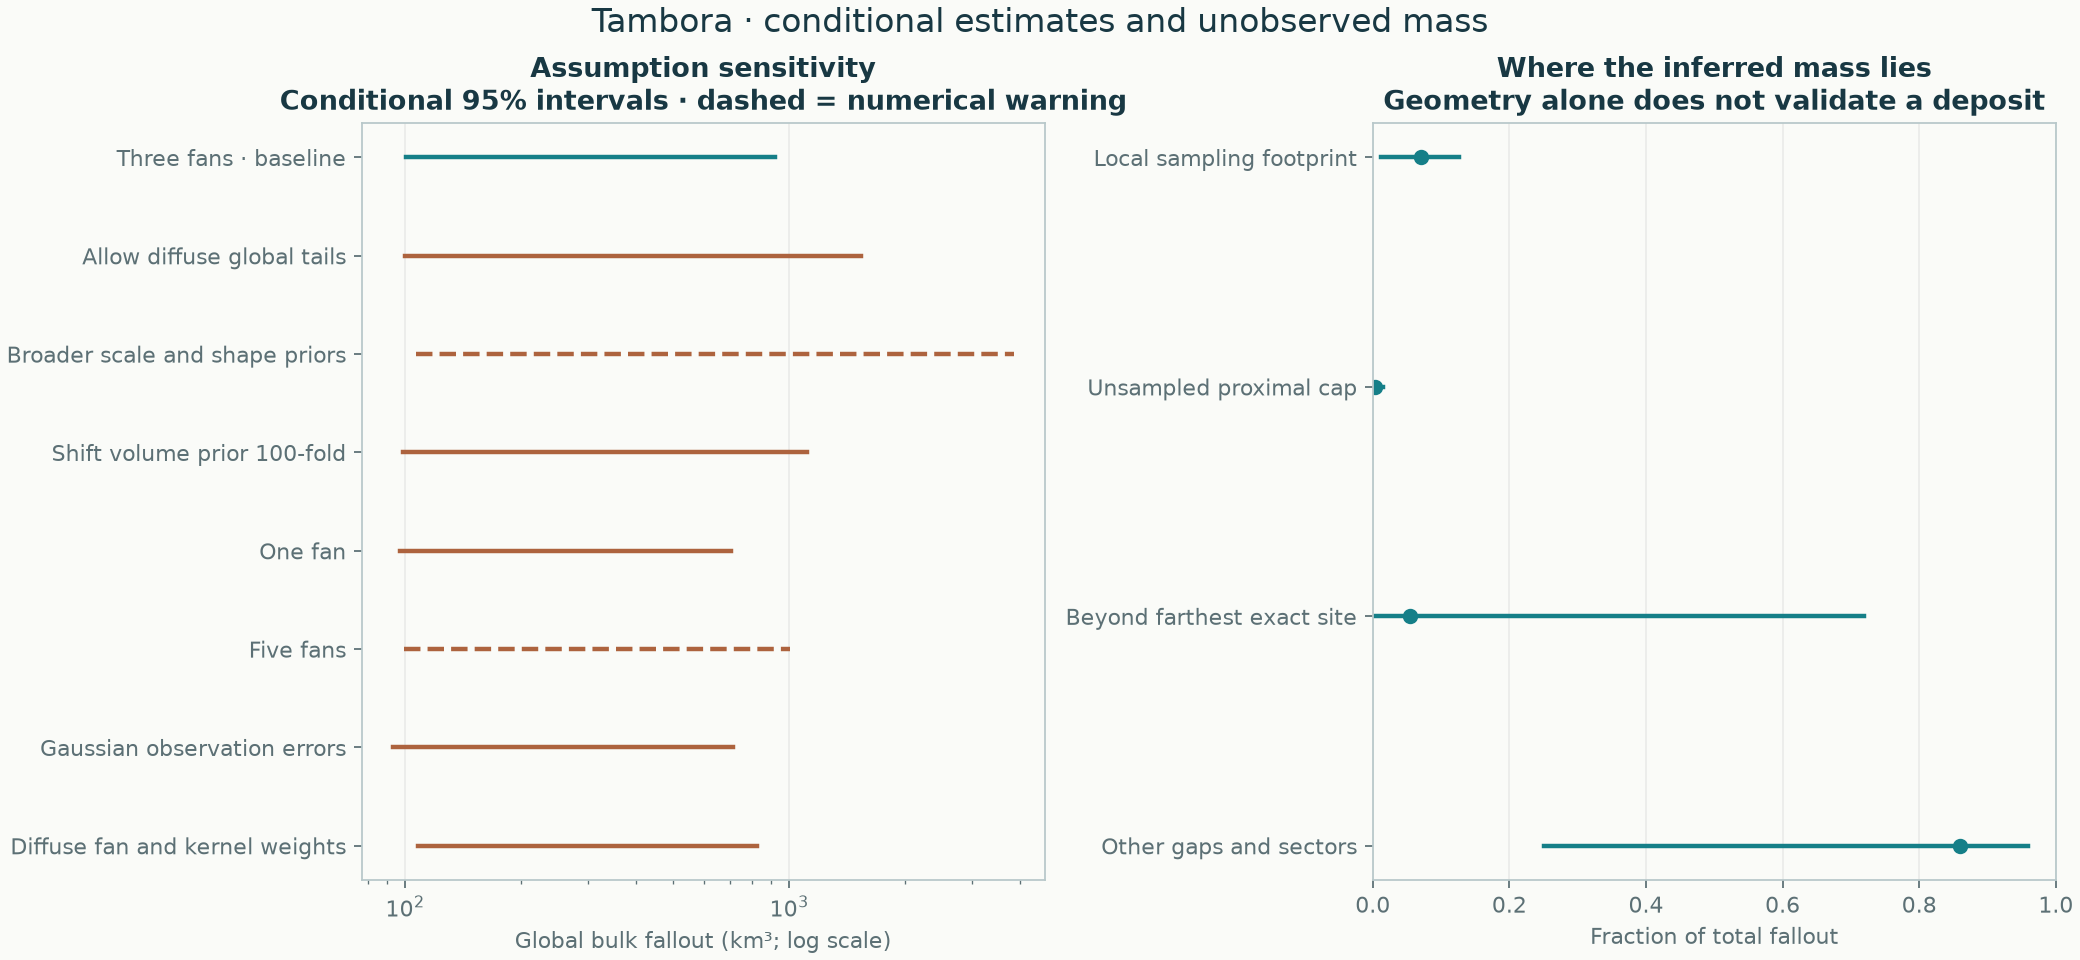 Tambora · conditional estimates and unobserved mass
Assumption sensitivity
Conditional 95% intervals · dashed = numerical warning
Three fans · baseline
Allow diffuse global tails
Broader scale and shape priors
Shift volume prior 100-fold
One fan
Five fans
Gaussian observation errors
Diffuse fan and kernel weights
10² 10³
Global bulk fallout (km³; log scale)
Where the inferred mass lies
Geometry alone does not validate a deposit
Local sampling footprint
Unsampled proximal cap
Beyond farthest exact site
Other gaps and sectors
0.0 0.2 0.4 0.6 0.8 1.0
Fraction of total fallout